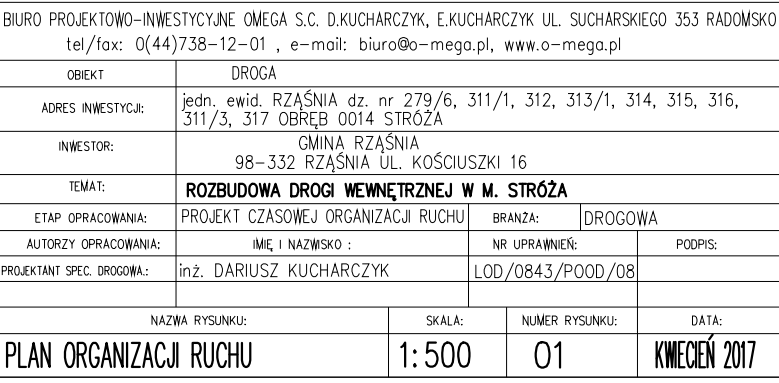 BIURO PROJEKTOWO-INWESTYCYJNE OMEGA S.C. D.KUCHARCZYK, E.KUCHARCZYK UL. SUCHARSKIEGO 353 RADOMSKO
tel/fax: 0(44)738-12-01 , e-mail: biuro@o-mega.pl, www.o-mega.pl
OBIEKT DROGA
ADRES INWESTYCJI: jedn. ewid. RZĄŚNIA dz. nr 279/6, 311/1, 312, 313/1, 314, 315, 316,
311/3, 317 OBRĘB 0014 STRÓŻA
INWESTOR: GMINA RZĄŚNIA
98-332 RZĄŚNIA UL. KOŚCIUSZKI 16
TEMAT: ROZBUDOWA DROGI WEWNĘTRZNEJ W M. STRÓŻA
ETAP OPRACOWANIA: PROJEKT CZASOWEJ ORGANIZACJI RUCHU BRANŻA: DROGOWA
AUTORZY OPRACOWANIA: IMIĘ I NAZWISKO : NR UPRAWNIEŃ: PODPIS:
PROJEKTANT SPEC. DROGOWA.: inż. DARIUSZ KUCHARCZYK LOD/0843/POOD/08
NAZWA RYSUNKU: SKALA: NUMER RYSUNKU: DATA:
PLAN ORGANIZACJI RUCHU 1:500 01 KWIECIEŃ 2017